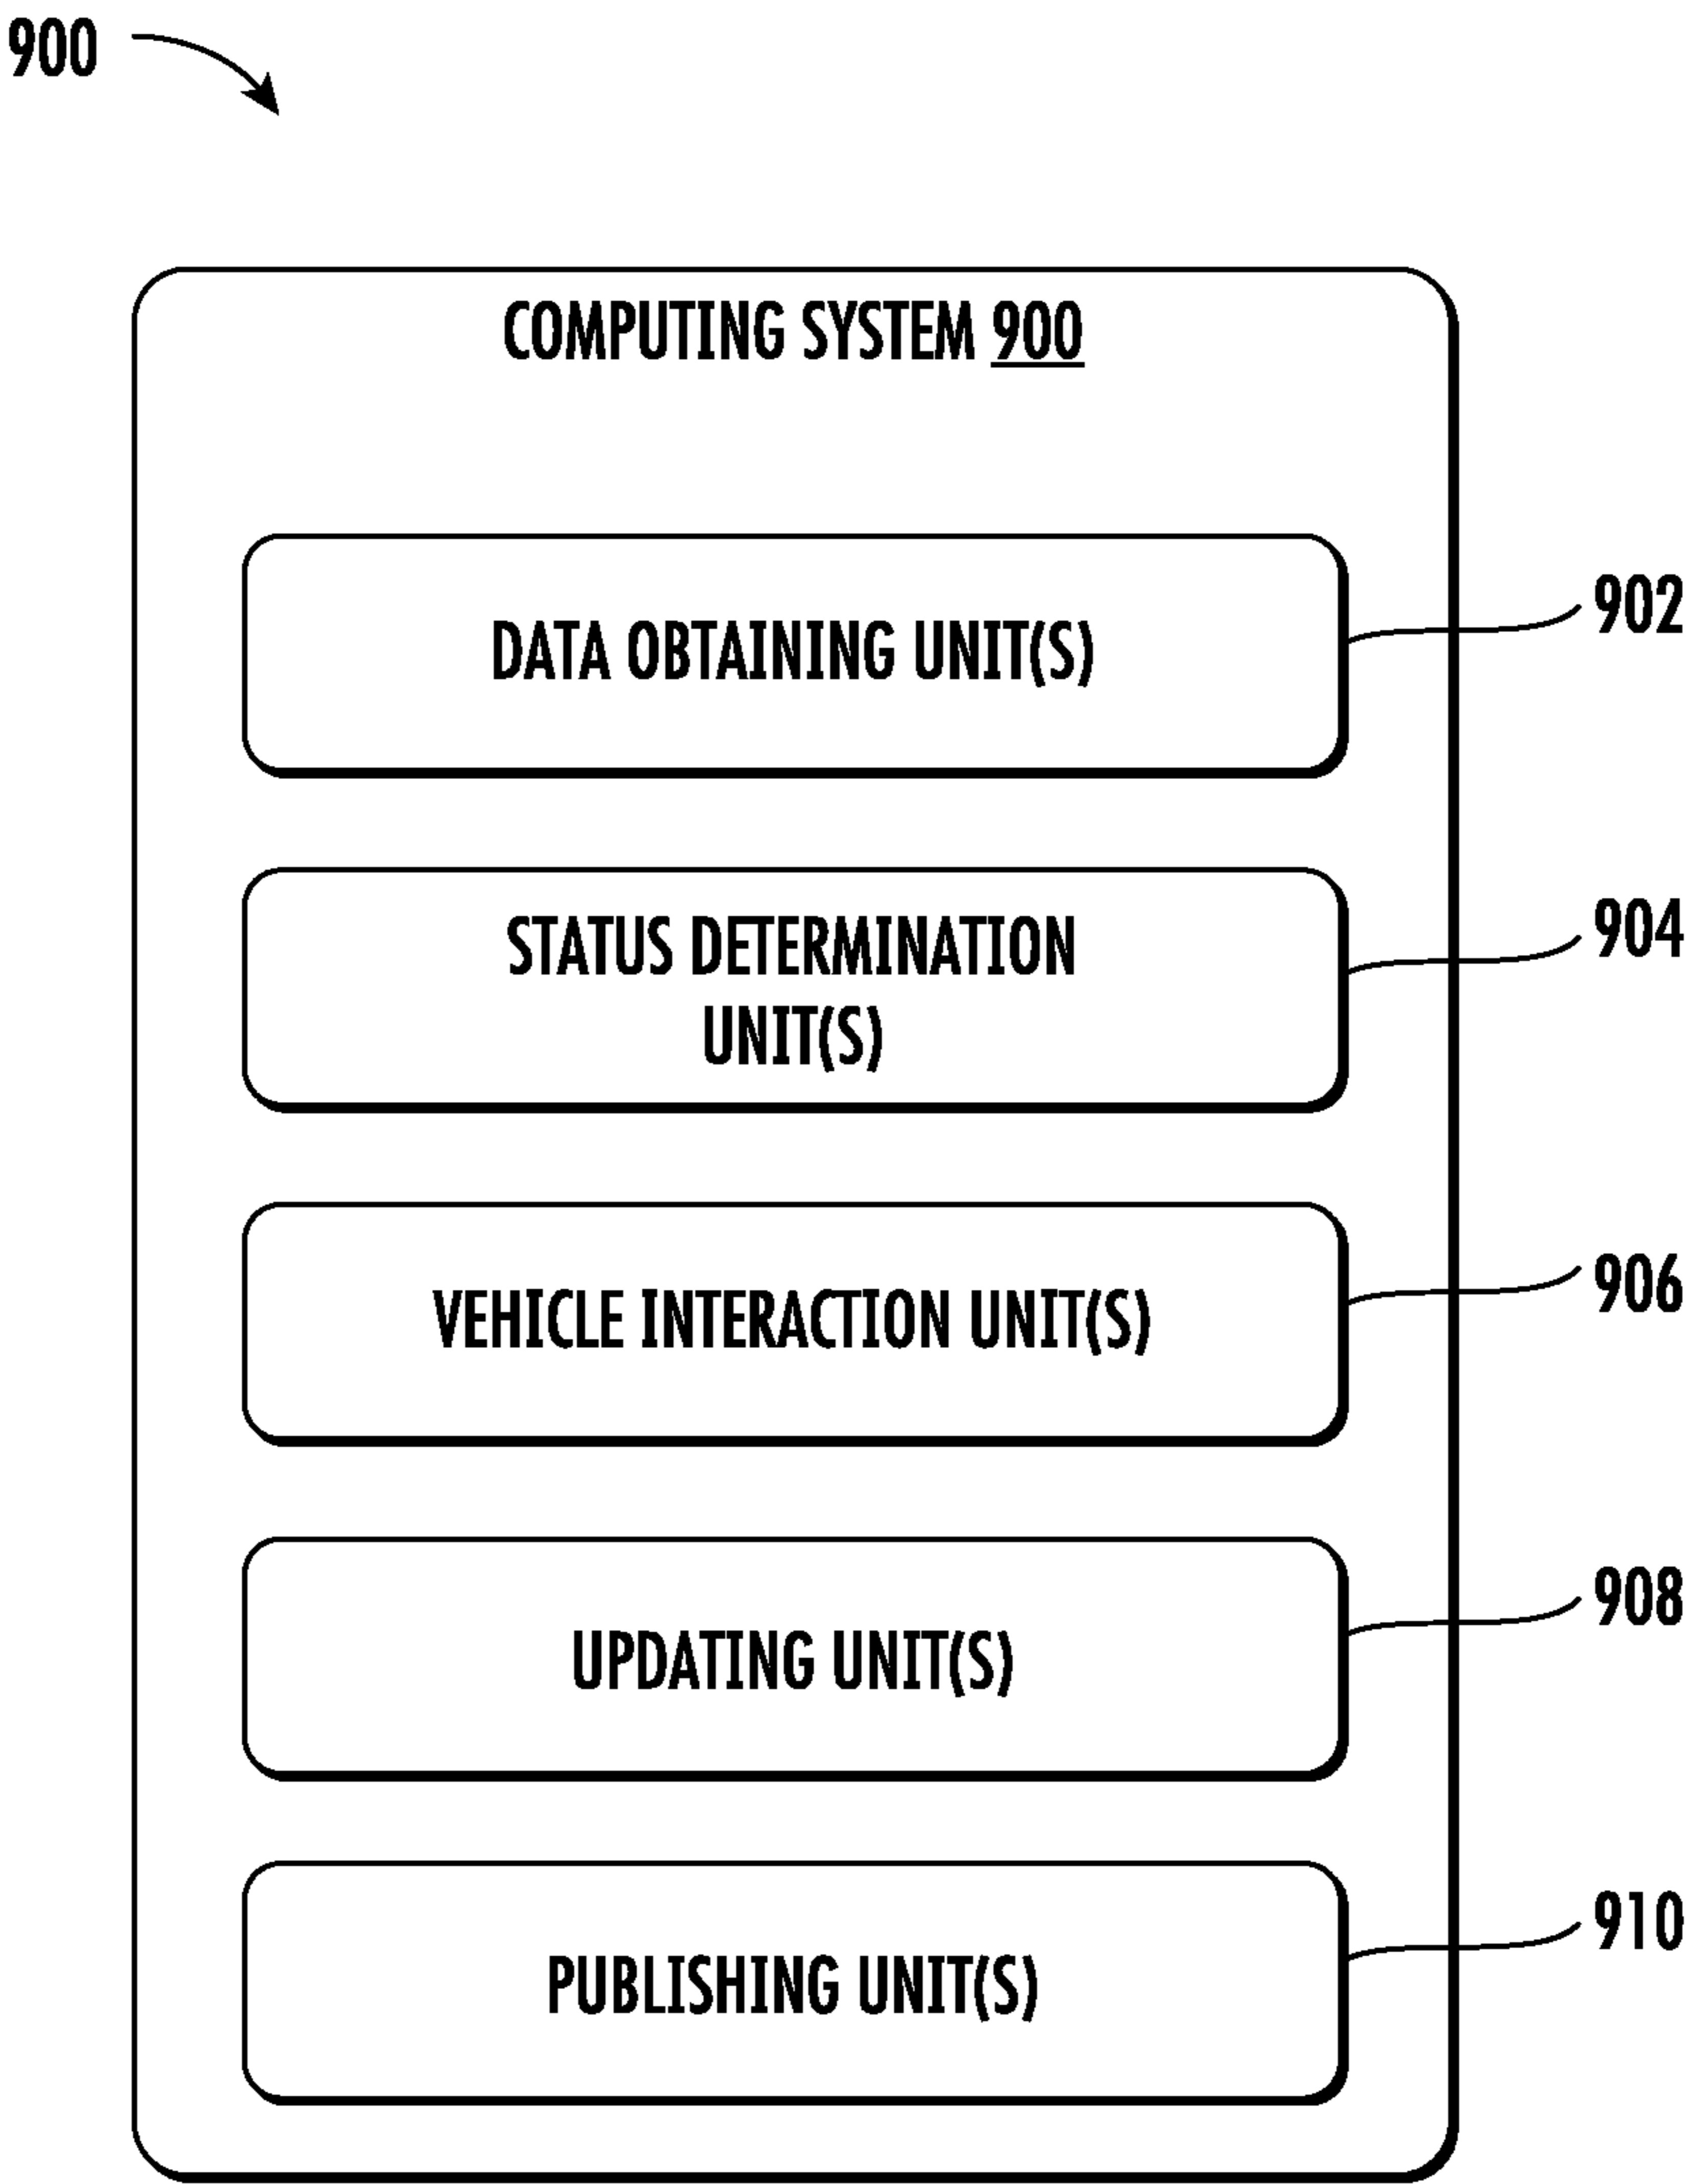 900
COMPUTING SYSTEM 900
DATA OBTAINING UNIT(S)
902
STATUS DETERMINATION
UNIT(S)
904
VEHICLE INTERACTION UNIT(S)
906
UPDATING UNIT(S)
908
PUBLISHING UNIT(S)
910